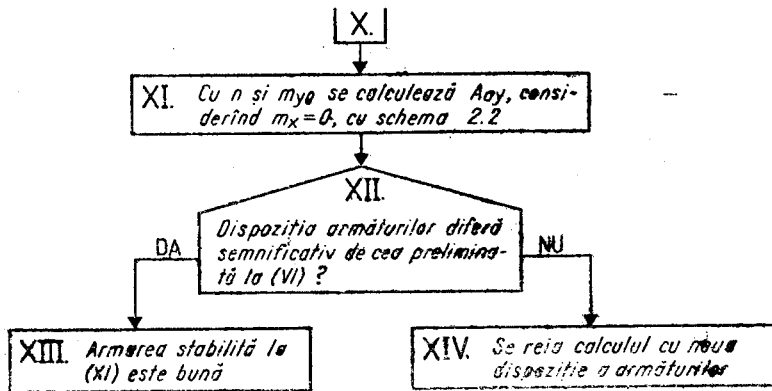 X.
XI. Cu n și my₀ se calculează Aay, consi-
derînd mx=0, cu schema 2.2
XII.
Dispoziția armăturilor diferă
semnificativ de cea prelimina-
tă la (VI) ?
DA
NU
XIII. Armarea stabilită la
(XI) este bună
XIV. Se reia calculul cu noua
dispoziție a armăturilor